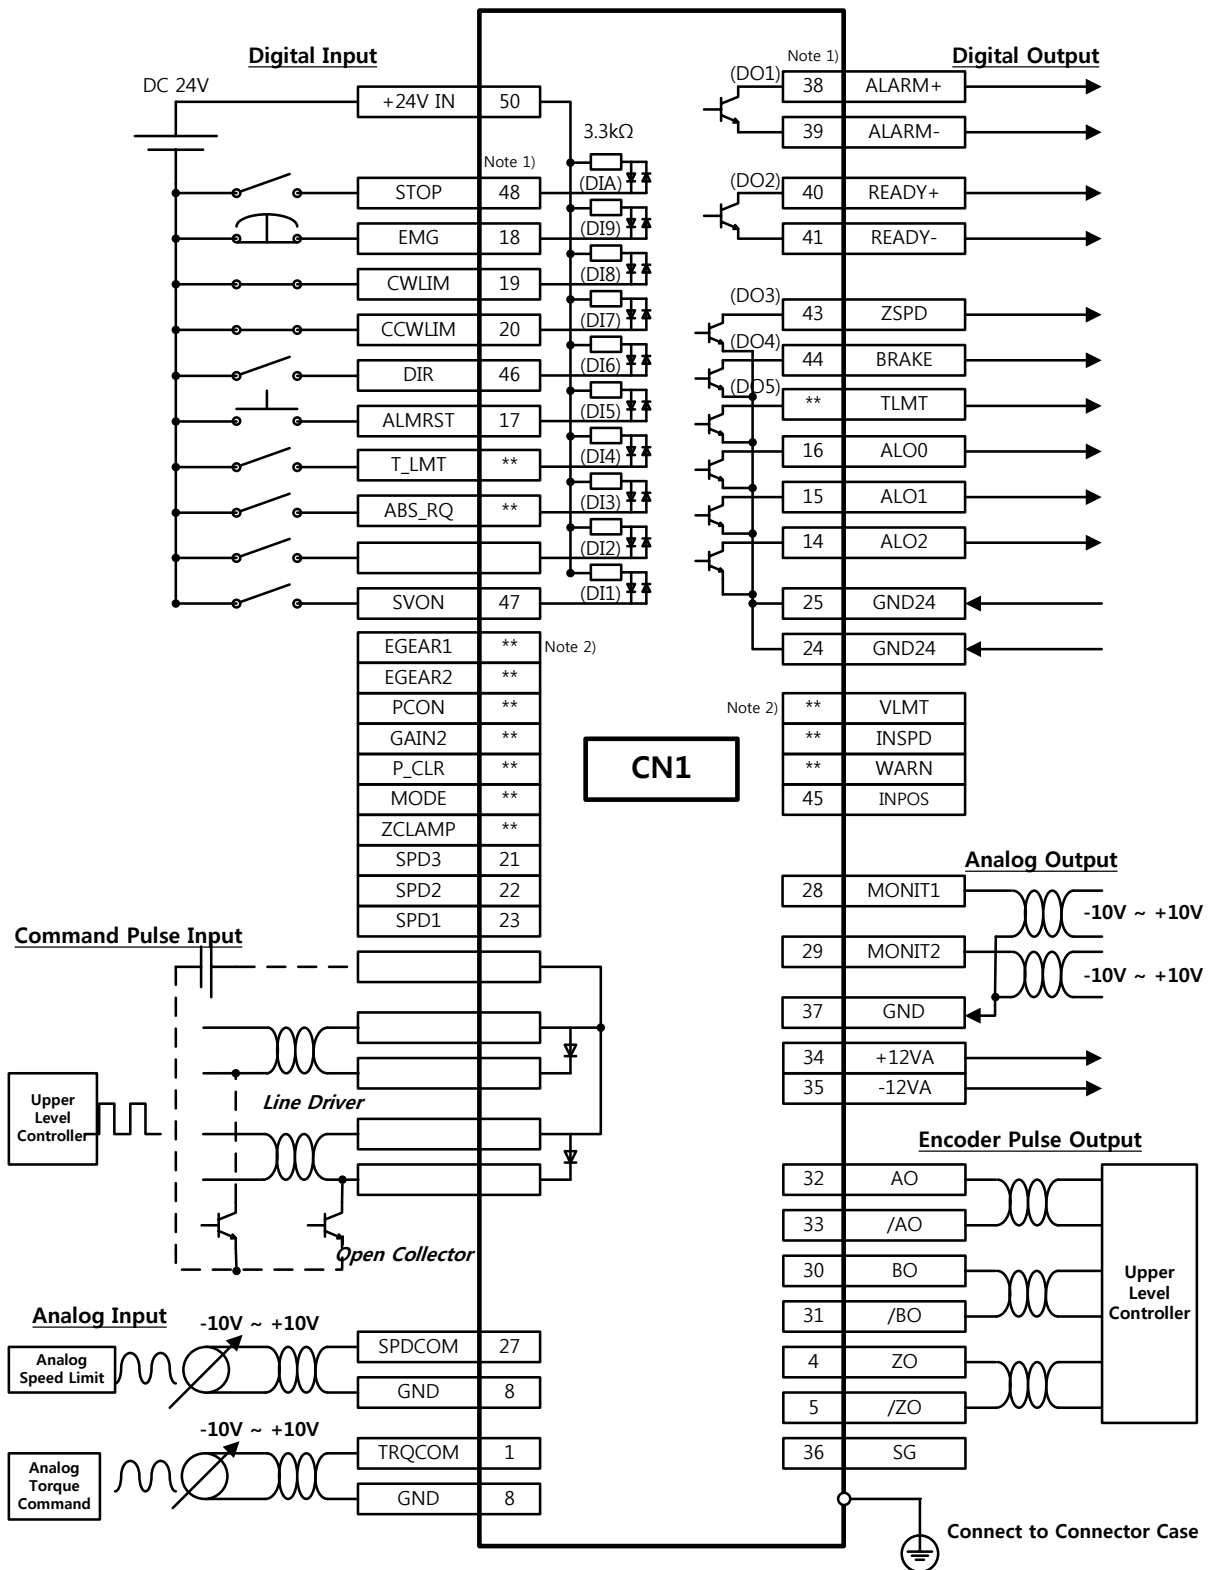 Digital Input
DC 24V
+24V IN 50
3.3kΩ
Note 1)
STOP 48 (DIA)
EMG 18 (DI9)
CWLIM 19 (DI8)
CCWLIM 20 (DI7)
DIR 46 (DI6)
ALMRST 17 (DI5)
T_LMT ** (DI4)
ABS_RQ ** (DI3)
(DI2)
SVON 47 (DI1)
EGEAR1 ** Note 2)
EGEAR2 **
PCON **
GAIN2 **
P_CLR **
MODE **
ZCLAMP **
SPD3 21
SPD2 22
SPD1 23
Command Pulse Input
Line Driver
Upper
Level
Controller
Open Collector
Analog Input
-10V ~ +10V
Analog
Speed Limit
SPDCOM 27
GND 8
-10V ~ +10V
Analog
Torque
Command
TRQCOM 1
GND 8
CN1
Note 1)
Digital Output
(DO1) 38 ALARM+
39 ALARM-
(DO2) 40 READY+
41 READY-
(DO3) 43 ZSPD
(DO4) 44 BRAKE
(DO5) ** TLMT
16 ALO0
15 ALO1
14 ALO2
25 GND24
24 GND24
Note 2) ** VLMT
** INSPD
** WARN
45 INPOS
Analog Output
28 MONIT1
-10V ~ +10V
29 MONIT2
-10V ~ +10V
37 GND
34 +12VA
35 -12VA
Encoder Pulse Output
32 AO
33 /AO
30 BO
31 /BO
4 ZO
5 /ZO
36 SG
Upper
Level
Controller
Connect to Connector Case